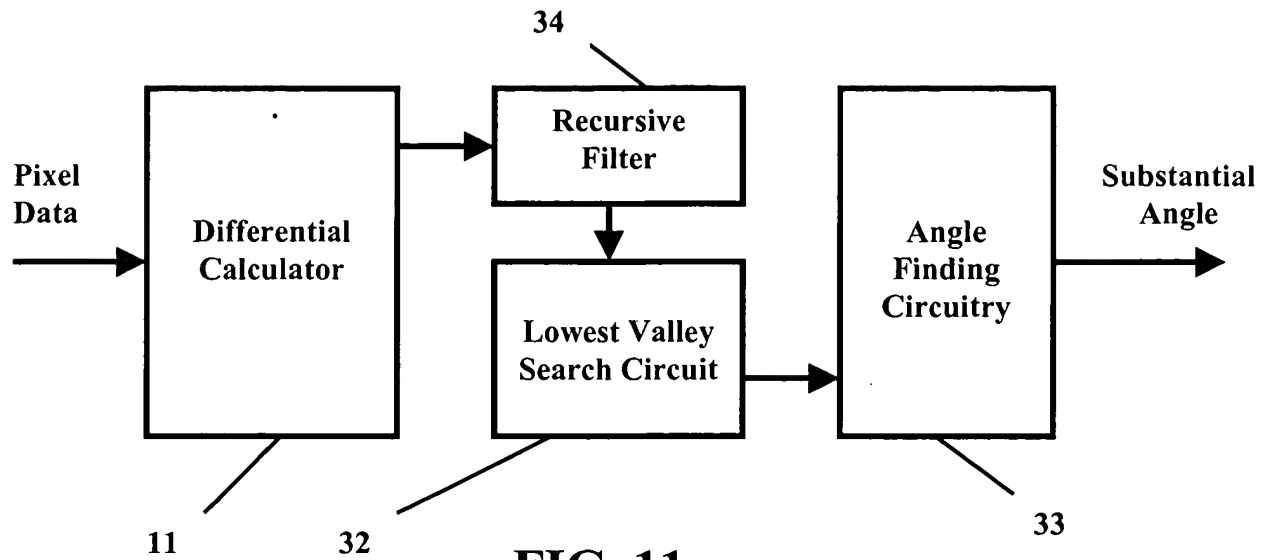 34
Recursive
Filter
Pixel
Data
Differential
Calculator
Lowest Valley
Search Circuit
Angle
Finding
Circuitry
Substantial
Angle
11
32
33
FIG. 11